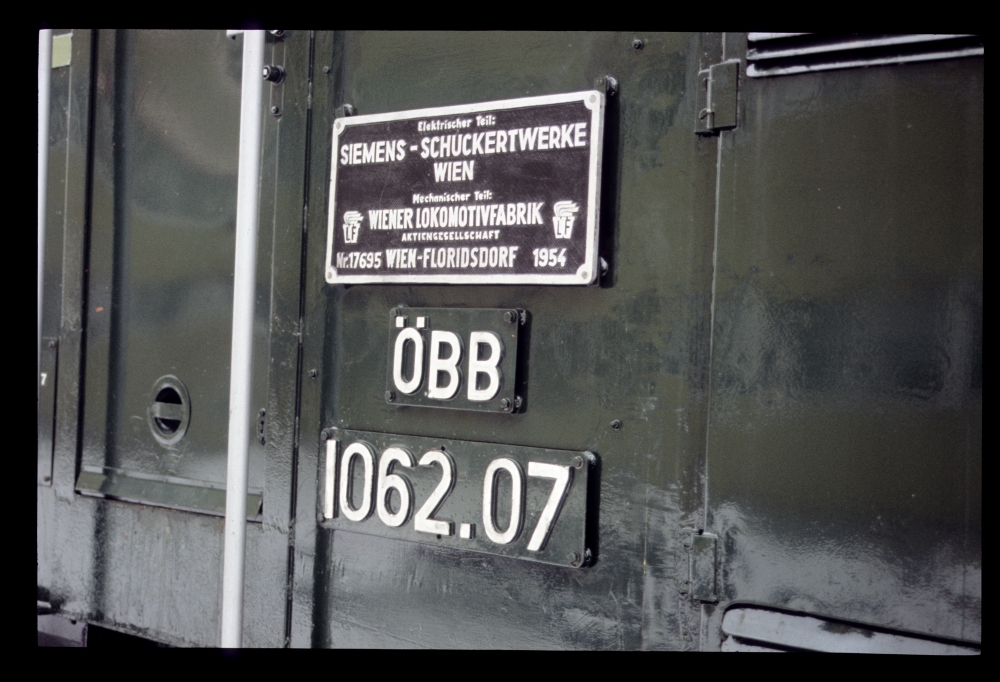 Elektrischer Teil:
SIEMENS - SCHUCKERTWERKE
WIEN
Mechanischer Teil:
LF WIENER LOKOMOTIVFABRIK LF
AKTIENGESELLSCHAFT
Nr.17695 WIEN-FLORIDSDORF 1954
ÖBB
1062.07
7